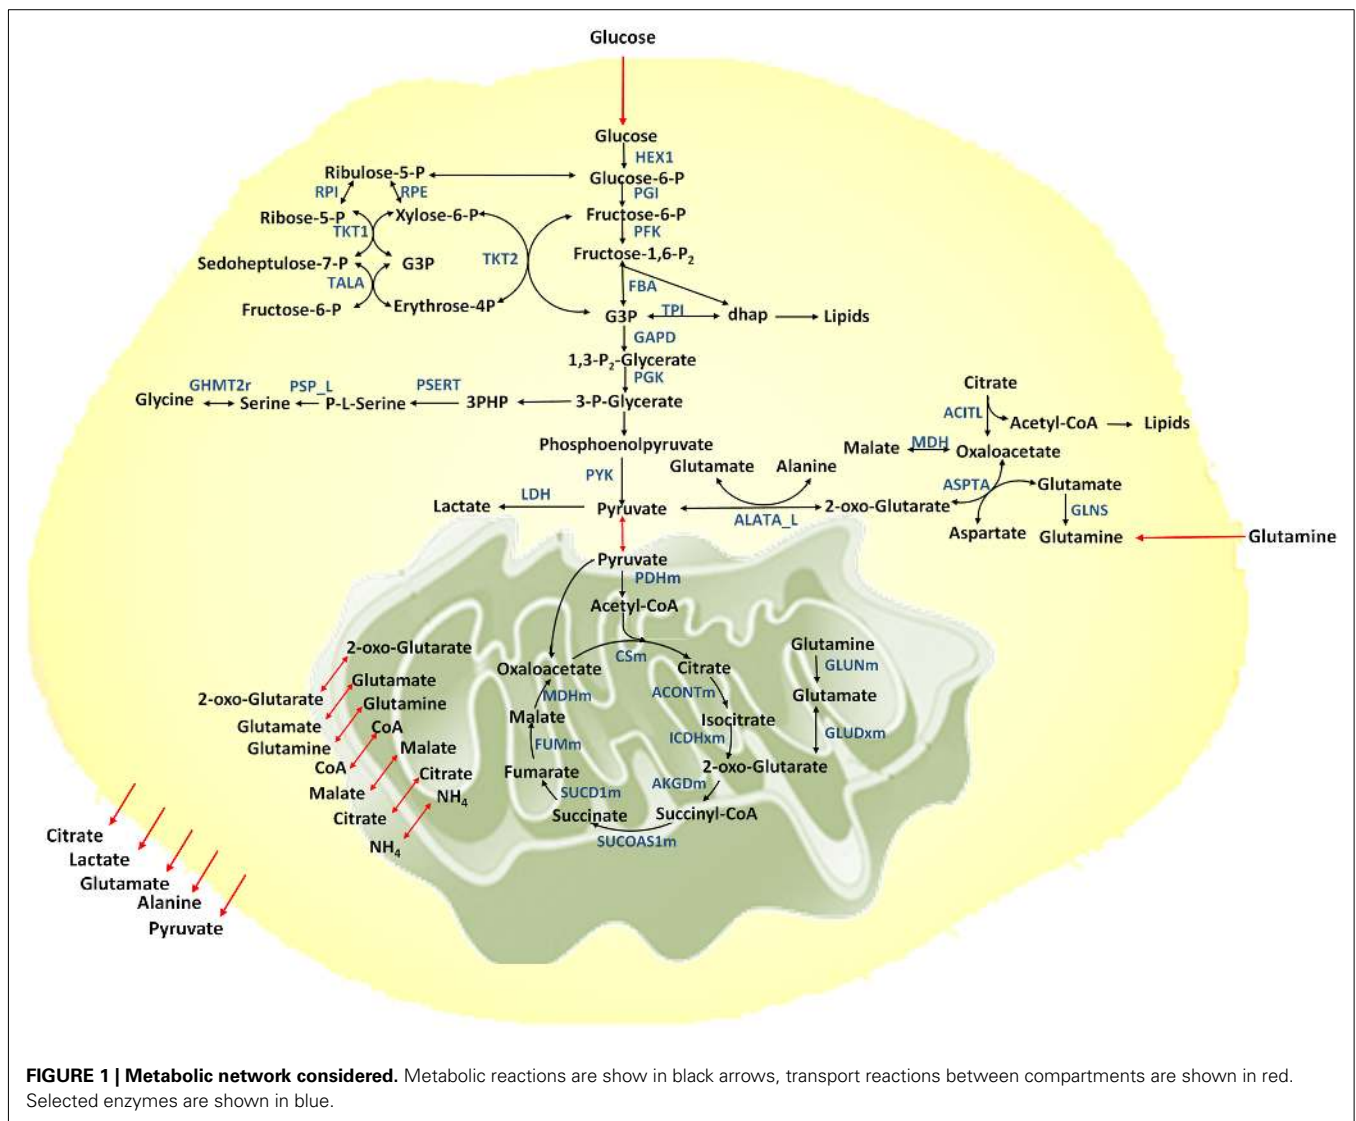 Glucose
Glucose
HEX1
Ribulose-5-P
Glucose-6-P
RPI
RPE
PGI
Ribose-5-P
Xylose-6-P
Fructose-6-P
TKT1
PFK
Sedoheptulose-7-P
G3P
TKT2
Fructose-1,6-P2
TALA
FBA
Fructose-6-P
Erythrose-4P
G3P
TPI
dhap
Lipids
GAPD
1,3-P2-Glycerate
PGK
GHMT2r
PSP_L
PSERT
Glycine
Serine
P-L-Serine
3PHP
3-P-Glycerate
Citrate
ACITL
Acetyl-CoA
Lipids
Phosphoenolpyruvate
Malate
MDH
Oxaloacetate
PYK
Glutamate
Alanine
ASPTA
Glutamate
LDH
Lactate
Pyruvate
ALATA_L
2-oxo-Glutarate
GLNS
Aspartate
Glutamine
Glutamine
Pyruvate
PDHm
Acetyl-CoA
2-oxo-Glutarate
Oxaloacetate
CSm
Citrate
Glutamine
GLUNm
Glutamate
2-oxo-Glutarate
Glutamate
MDHm
ACONTm
Glutamine
Glutamate
Malate
Isocitrate
CoA
Glutamine
FUMm
ICDHxm
GLUDxm
Malate
CoA
Fumarate
2-oxo-Glutarate
Citrate
Malate
SUCD1m
AKGDm
NH4
Citrate
Succinate
Succinyl-CoA
NH4
SUCOAS1m
Citrate
Lactate
Glutamate
Alanine
Pyruvate
FIGURE 1 | Metabolic network considered. Metabolic reactions are show in black arrows, transport reactions between compartments are shown in red.
Selected enzymes are shown in blue.